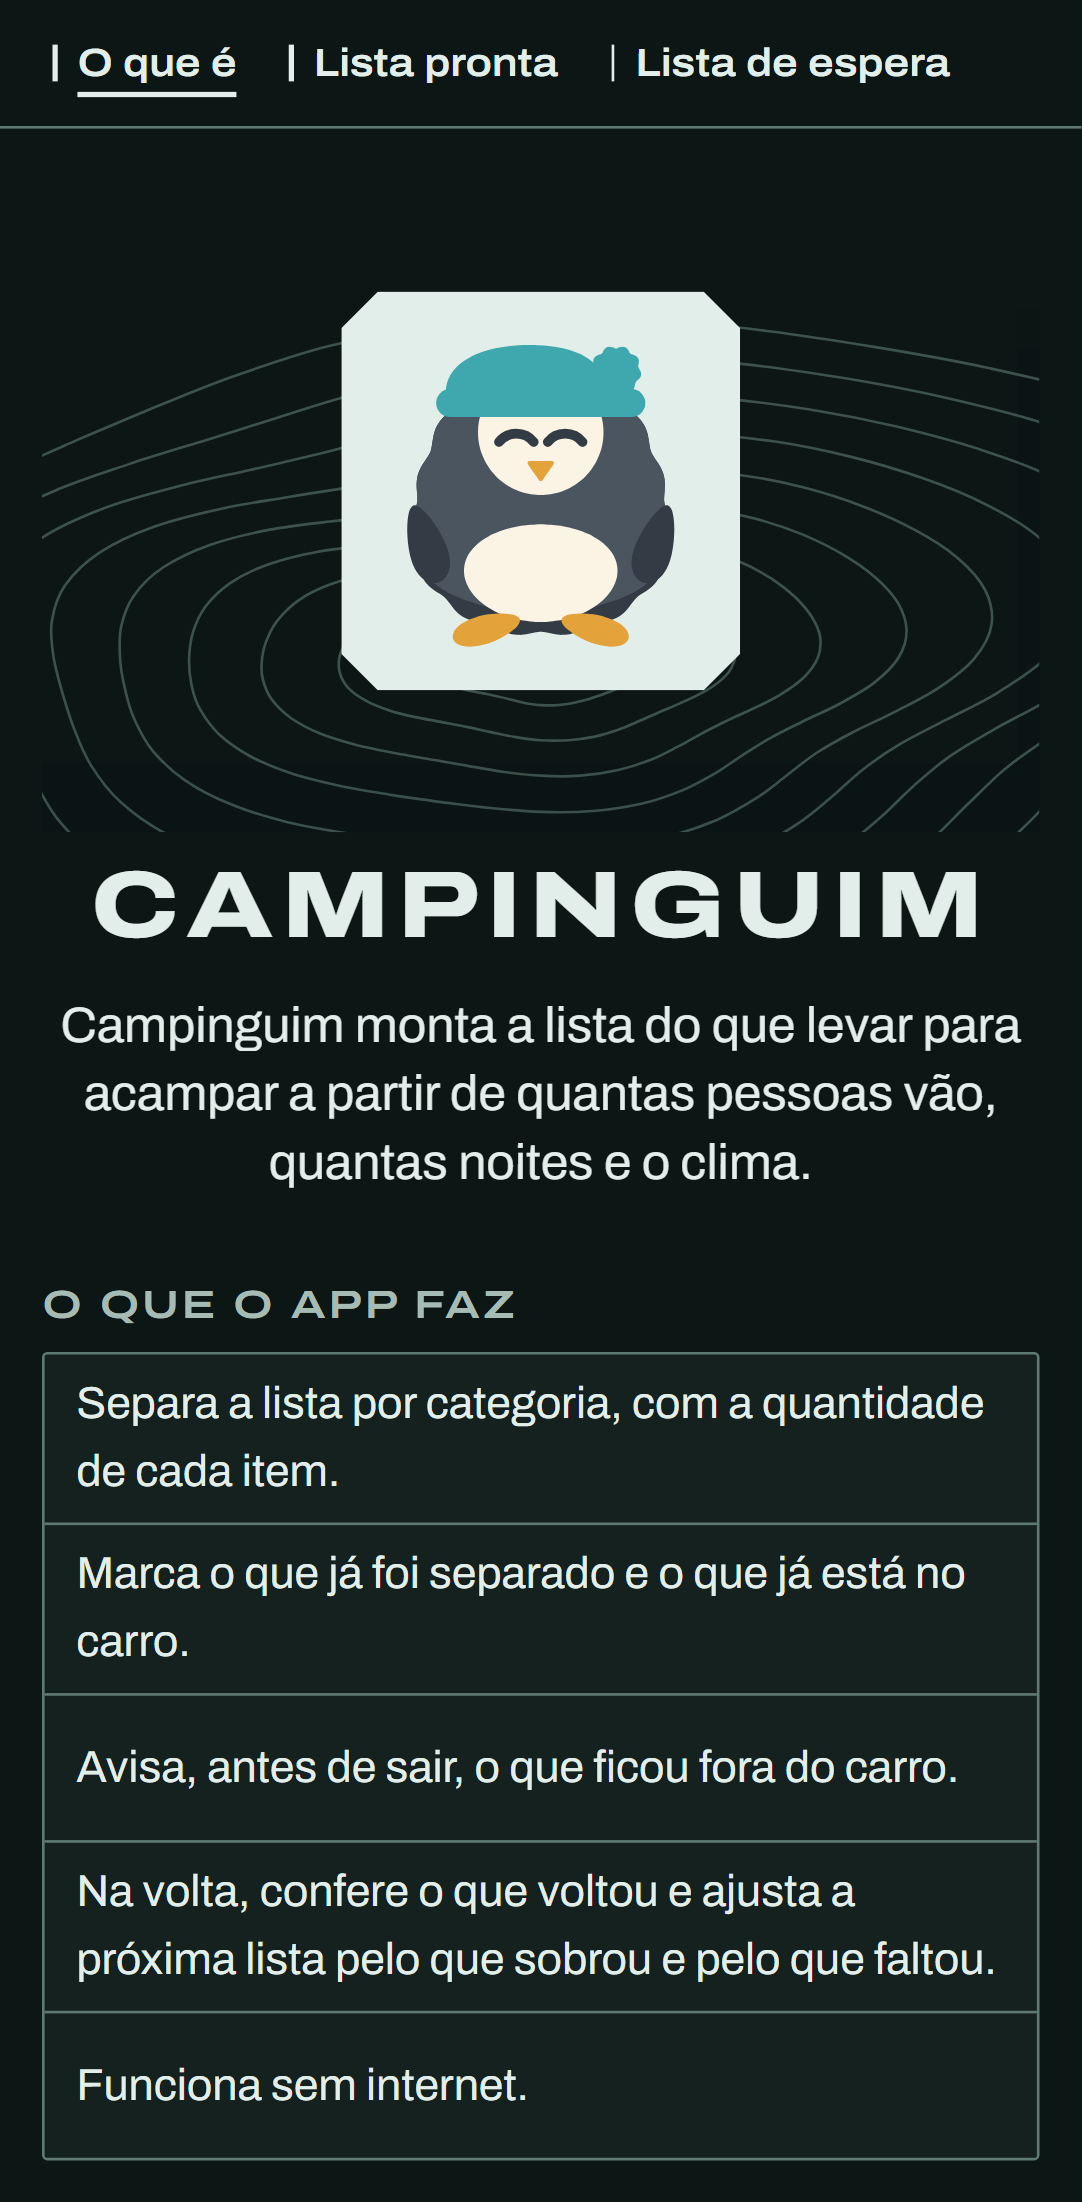 | O que é | Lista pronta | Lista de espera
CAMPINGUIM
Campinguim monta a lista do que levar para
acampar a partir de quantas pessoas vão,
quantas noites e o clima.
O QUE O APP FAZ
Separa a lista por categoria, com a quantidade
de cada item.
Marca o que já foi separado e o que já está no
carro.
Avisa, antes de sair, o que ficou fora do carro.
Na volta, confere o que voltou e ajusta a
próxima lista pelo que sobrou e pelo que faltou.
Funciona sem internet.